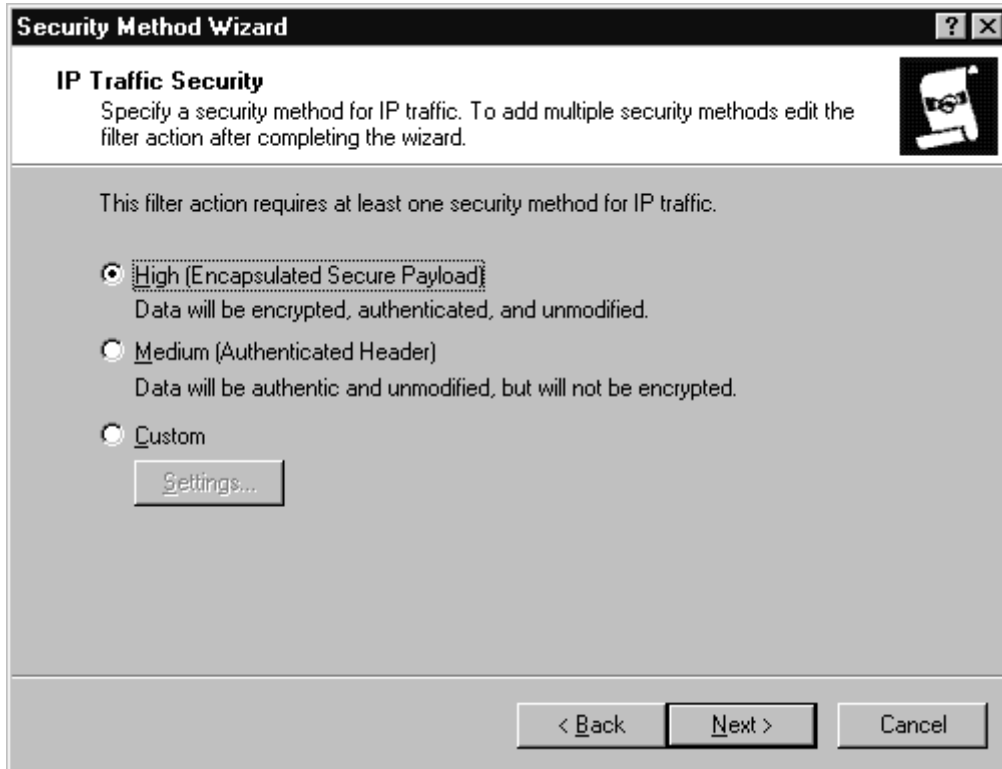 Security Method Wizard
IP Traffic Security
Specify a security method for IP traffic. To add multiple security methods edit the
filter action after completing the wizard.
This filter action requires at least one security method for IP traffic.
High (Encapsulated Secure Payload)
Data will be encrypted, authenticated, and unmodified.
Medium (Authenticated Header)
Data will be authentic and unmodified, but will not be encrypted.
Custom
Settings...
< Back
Next >
Cancel